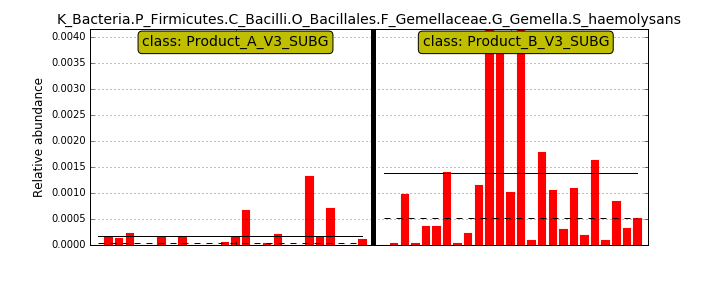 K_Bacteria.P_Firmicutes.C_Bacilli.O_Bacillales.F_Gemellaceae.G_Gemella.S_haemolysans
class: Product_A_V3_SUBG
class: Product_B_V3_SUBG
Relative abundance
0.0040
0.0035
0.0030
0.0025
0.0020
0.0015
0.0010
0.0005
0.0000